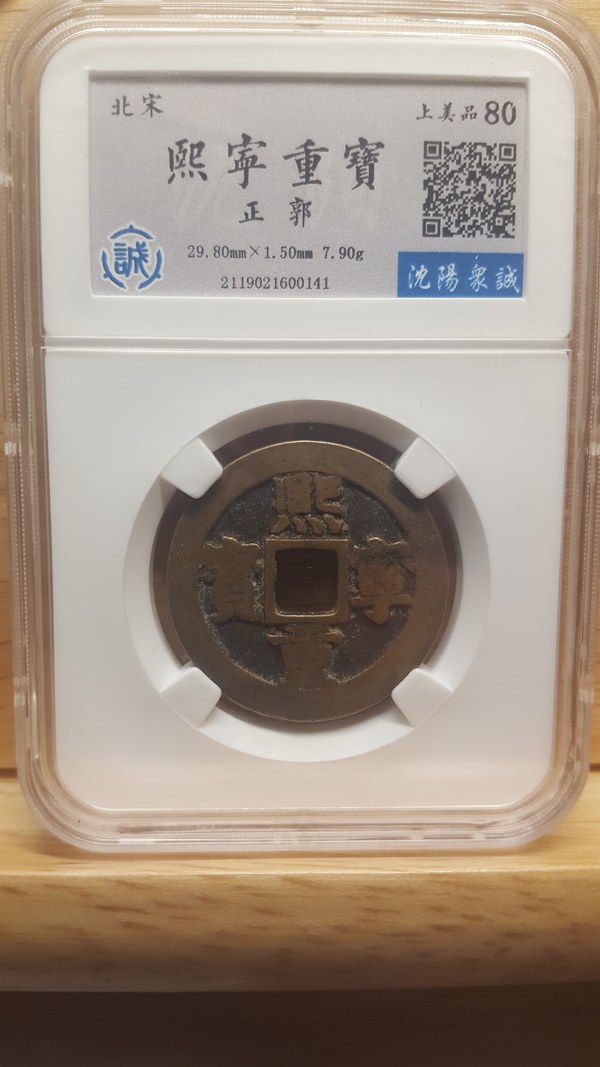 北宋
上美品80
熙寧重寶
正郭
29.80mm×1.50mm 7.90g
2119021600141
誠
沈陽衆誠
熙
寶 寧
重